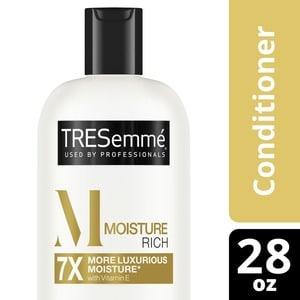 TRESemmé
USED BY PROFESSIONALS
M
MOISTURE
RICH
7X
MORE LUXURIOUS
MOISTURE*
with Vitamin E
Conditioner
28
oz